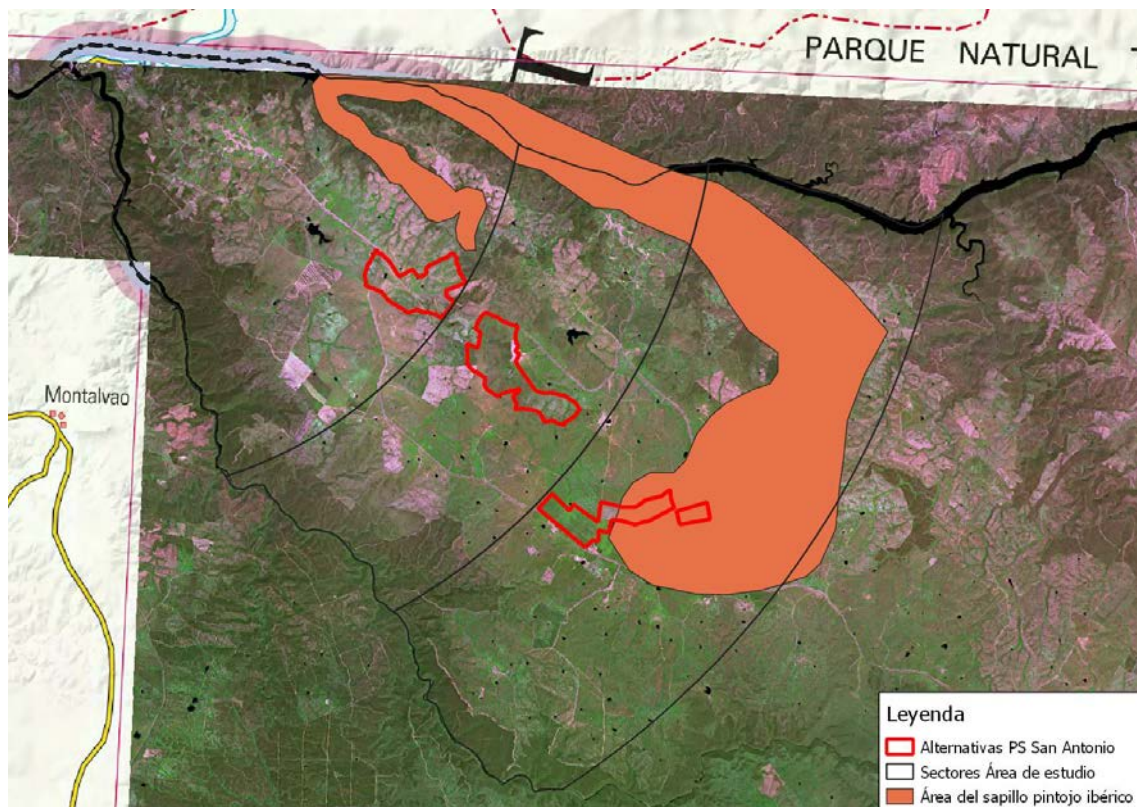 PARQUE NATURAL
Montalvao
Leyenda
Alternativas PS San Antonio
Sectores Área de estudio
Área del sapillo pintojo ibérico